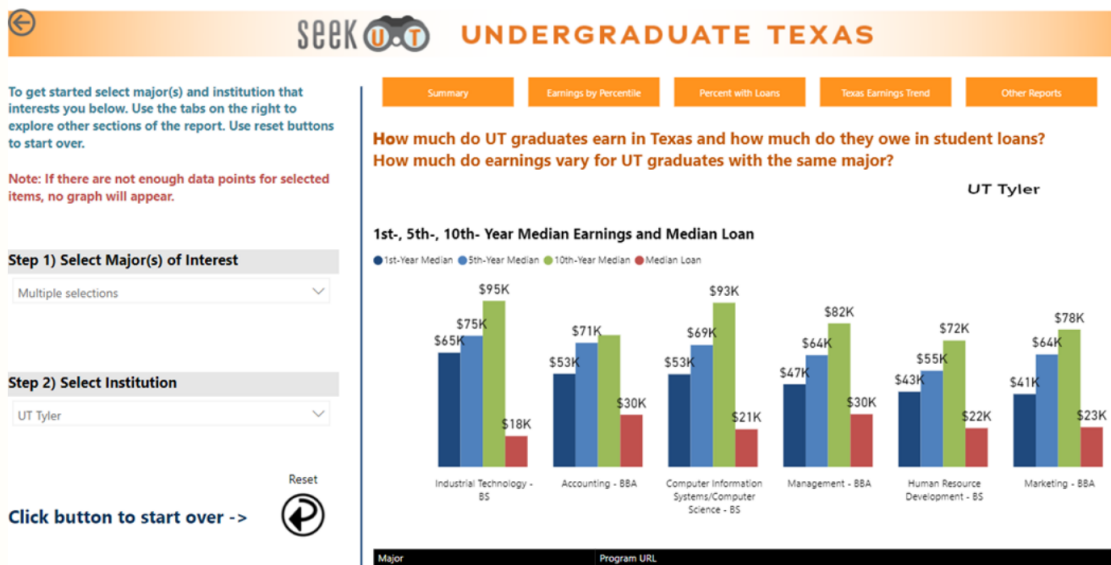 seek UT UNDERGRADUATE TEXAS
To get started select major(s) and institution that
interests you below. Use the tabs on the right to
explore other sections of the report. Use reset buttons
to start over.
Note: If there are not enough data points for selected
items, no graph will appear.
Step 1) Select Major(s) of Interest
Multiple selections
Step 2) Select Institution
UT Tyler
Reset
Click button to start over ->
Summary
Earnings by Percentile
Percent with Loans
Texas Earnings Trend
Other Reports
How much do UT graduates earn in Texas and how much do they owe in student loans?
How much do earnings vary for UT graduates with the same major?
UT Tyler
1st-, 5th-, 10th- Year Median Earnings and Median Loan
1st-Year Median 5th-Year Median 10th-Year Median Median Loan
$65K $75K $95K $18K
$53K $71K $30K
$53K $69K $93K $21K
$47K $64K $82K $30K
$43K $55K $72K $22K
$41K $64K $78K $23K
Industrial Technology -
BS
Accounting - BBA
Computer Information
Systems/Computer
Science - BS
Management - BBA
Human Resource
Development - BS
Marketing - BBA
Major Program URL